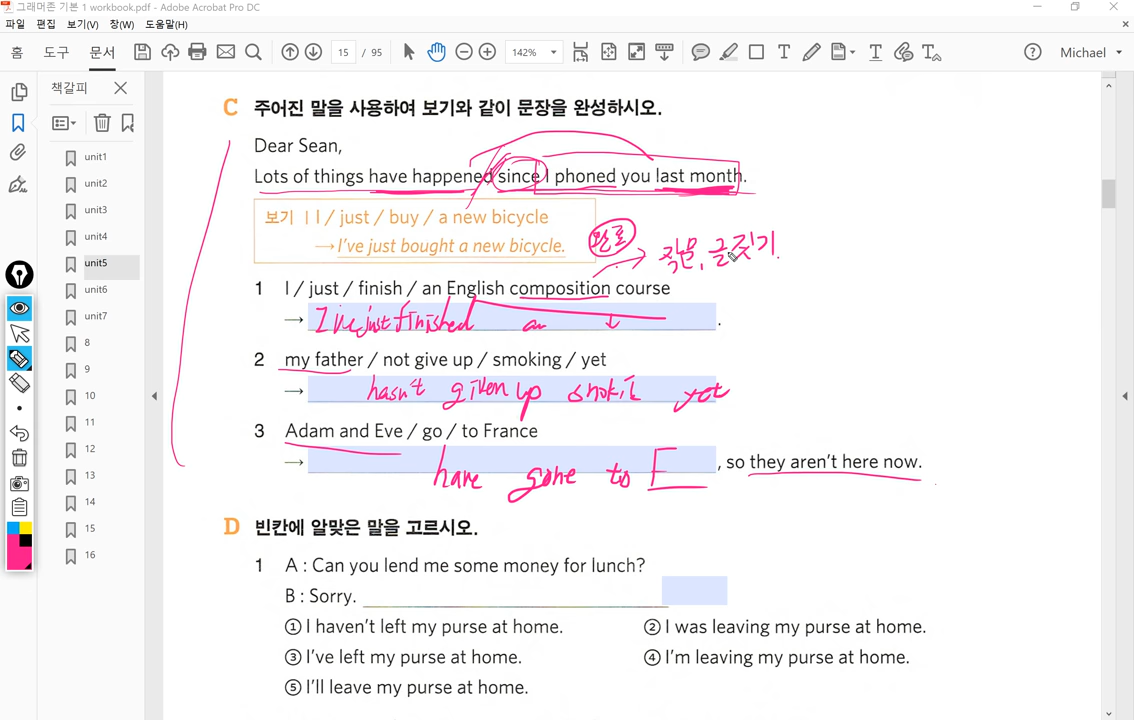 그래머존 기본 1 workbook.pdf - Adobe Acrobat Pro DC
파일 편집 보기(V) 창(W) 도움말(H)
홈 도구 문서 15 / 95 142% Michael
책갈피
unit1
unit2
unit3
unit4
unit5
unit6
unit7
8
9
10
11
12
13
14
15
16
C 주어진 말을 사용하여 보기와 같이 문장을 완성하시오.
Dear Sean,
Lots of things have happened since I phoned you last month.
보기 | I / just / buy / a new bicycle
→ I've just bought a new bicycle.
완료
작문, 글짓기
1 I / just / finish / an English composition course
→ I've just finished an .
2 my father / not give up / smoking / yet
→ hasn't given up yet
3 Adam and Eve / go / to France
→ have gone to F , so they aren't here now.
D 빈칸에 알맞은 말을 고르시오.
1 A : Can you lend me some money for lunch?
B : Sorry.
① I haven't left my purse at home. ② I was leaving my purse at home.
③ I've left my purse at home. ④ I'm leaving my purse at home.
⑤ I'll leave my purse at home.